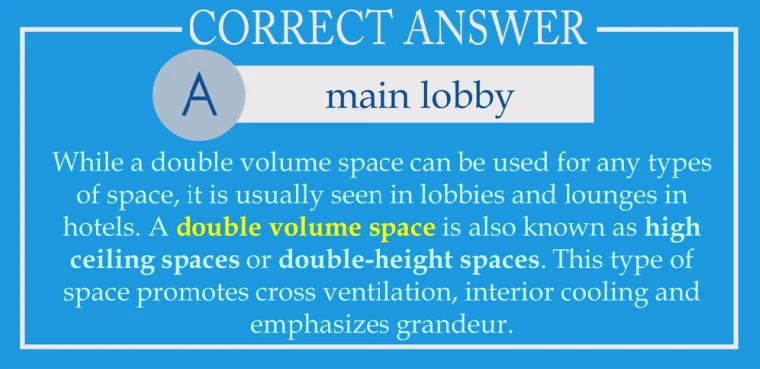 CORRECT ANSWER
A
main lobby
While a double volume space can be used for any types
of space, it is usually seen in lobbies and lounges in
hotels. A double volume space is also known as high
ceiling spaces or double-height spaces. This type of
space promotes cross ventilation, interior cooling and
emphasizes grandeur.